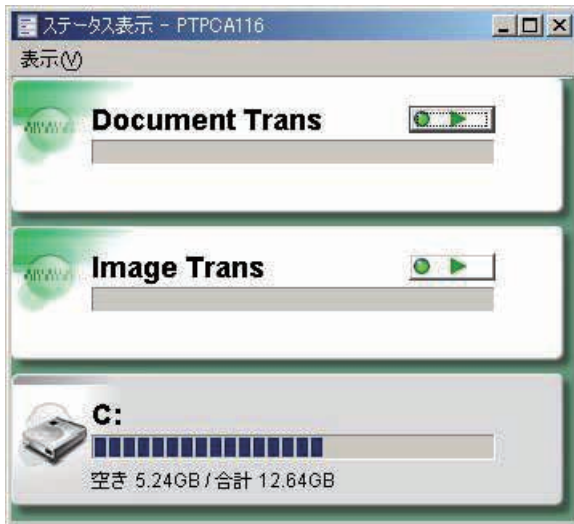 ステータス表示 - PTPCA116
表示(V)
Document Trans
Image Trans
C:
空き 5.24GB / 合計 12.64GB